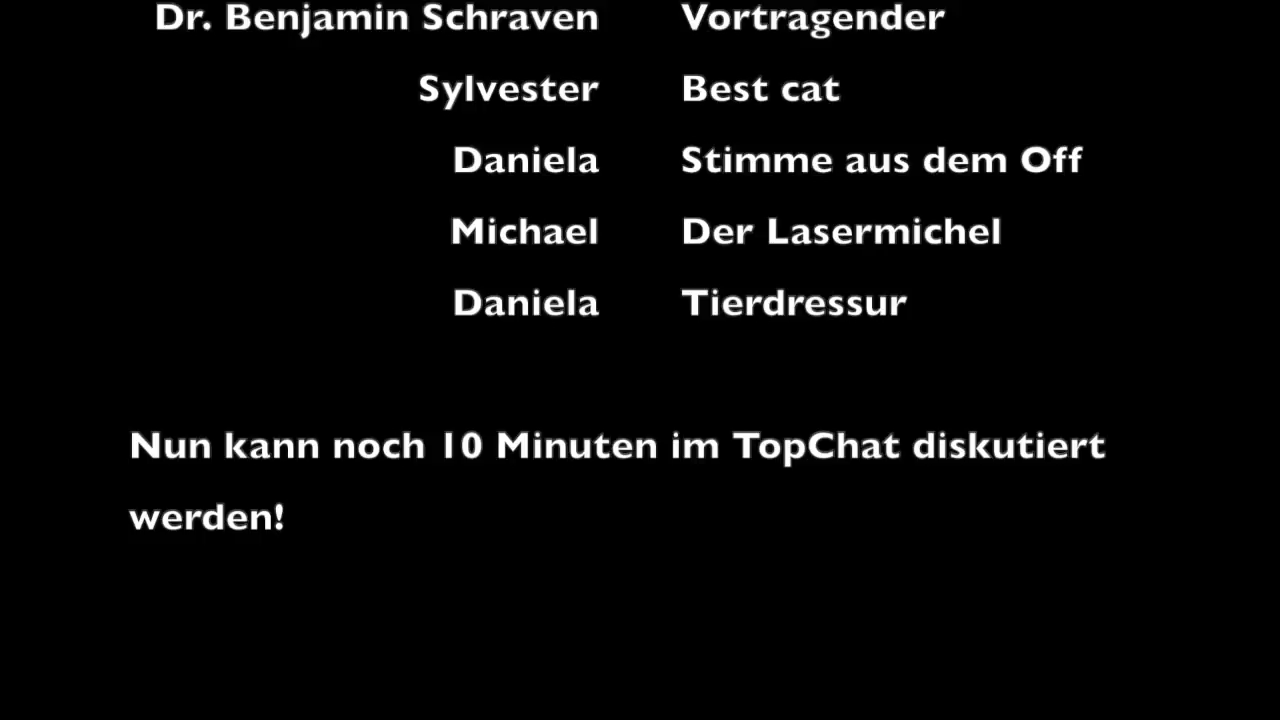 Dr. Benjamin Schraven Vortragender
Sylvester Best cat
Daniela Stimme aus dem Off
Michael Der Lasermichel
Daniela Tierdressur
Nun kann noch 10 Minuten im TopChat diskutiert
werden!